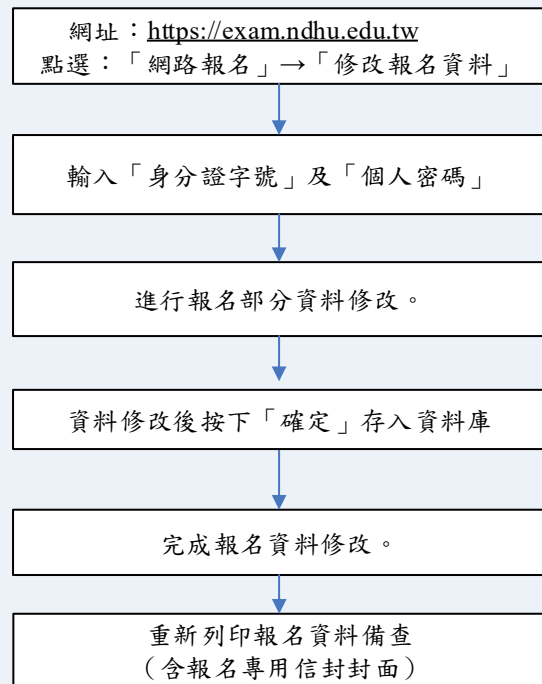 網址：https://exam.ndhu.edu.tw
點選：「網路報名」→「修改報名資料」
輸入「身分證字號」及「個人密碼」
進行報名部分資料修改。
資料修改後按下「確定」存入資料庫
完成報名資料修改。
重新列印報名資料備查
（含報名專用信封封面）